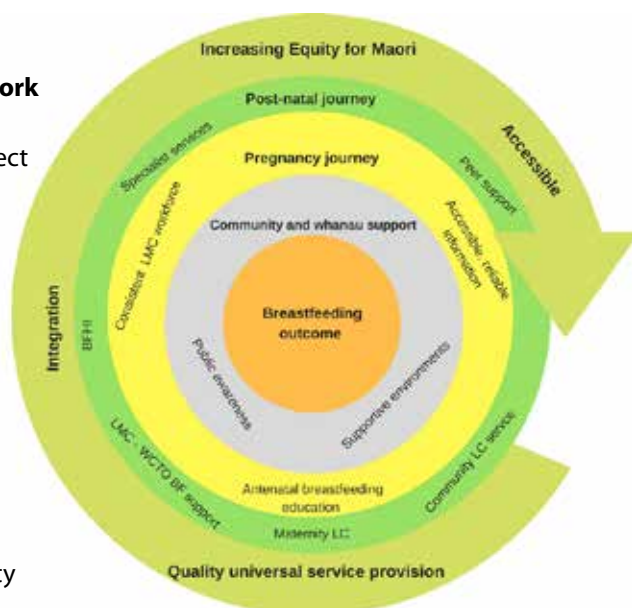 ork
ect
ty
Increasing Equity for Maori
Accessible
Integration
Quality universal service provision
Post-natal journey
Specialist services
Peer support
BFHI
LMC - WCTO BF support
Maternity LC
Community LC service
Pregnancy journey
Consistent LMC workforce
Accessible, reliable
information
Antenatal breastfeeding
education
Community and whanau support
Public awareness
Supportive environments
Breastfeeding
outcome